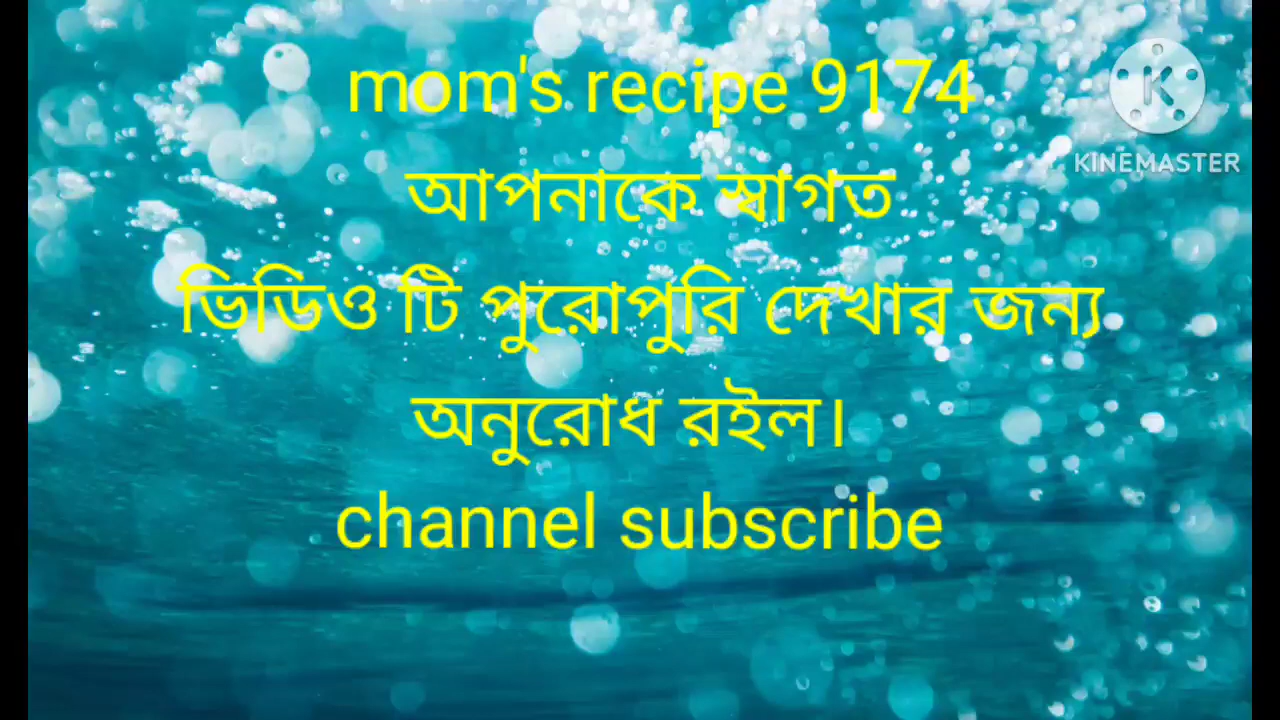 mom's recipe 9174
KINEMASTER
আপনাকে স্বাগত
ভিডিও টি পুরোপুরি দেখার জন্য
অনুরোধ রইল।
channel subscribe